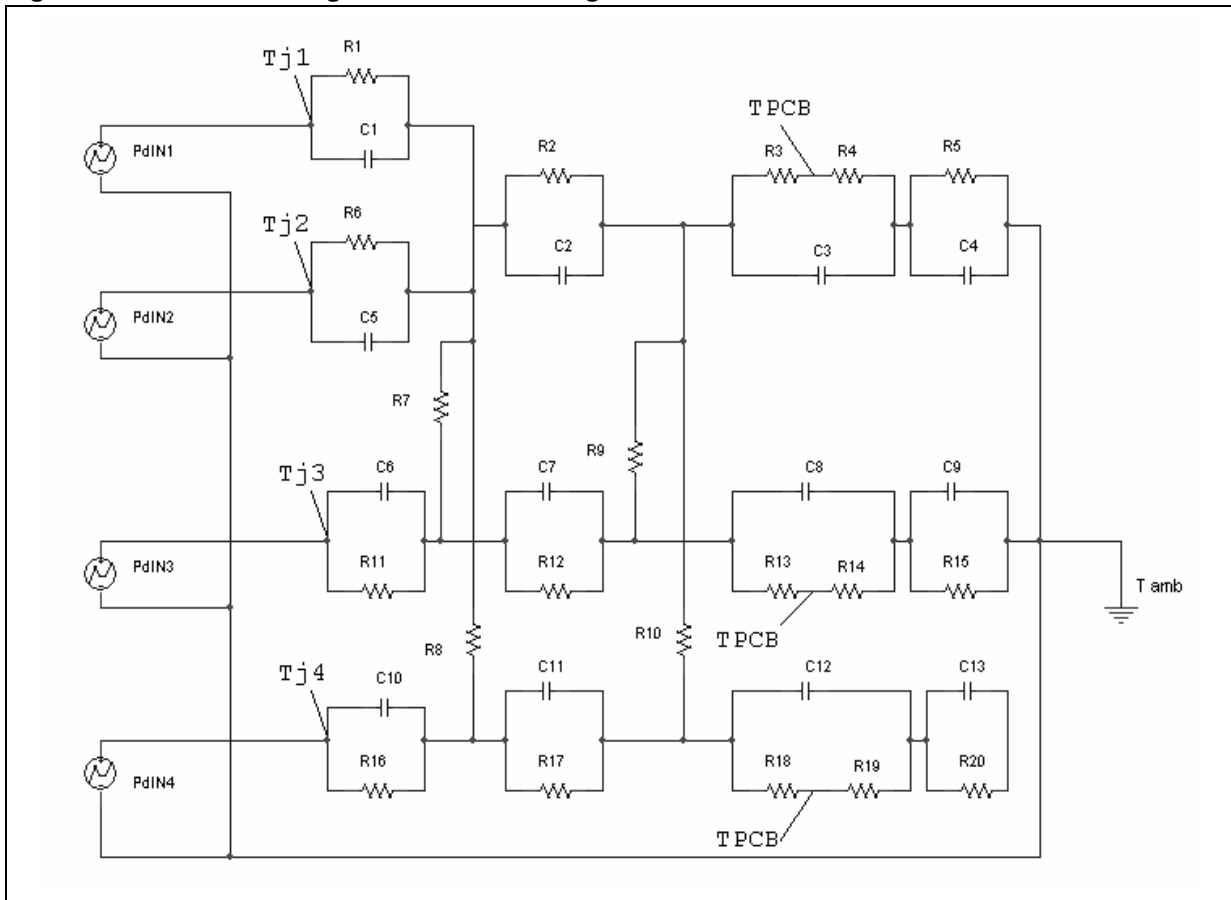 R1
Tj1
C1
TPCB
PdIN1
R2
R3
R4
R5
Tj2
R6
C2
C3
C4
PdIN2
C5
R7
R9
Tj3
C6
C7
C8
C9
PdIN3
R11
R12
R13
R14
R15
T amb
TPCB
R8
R10
Tj4
C10
C11
C12
C13
PdIN4
R16
R17
R18
R19
R20
TPCB